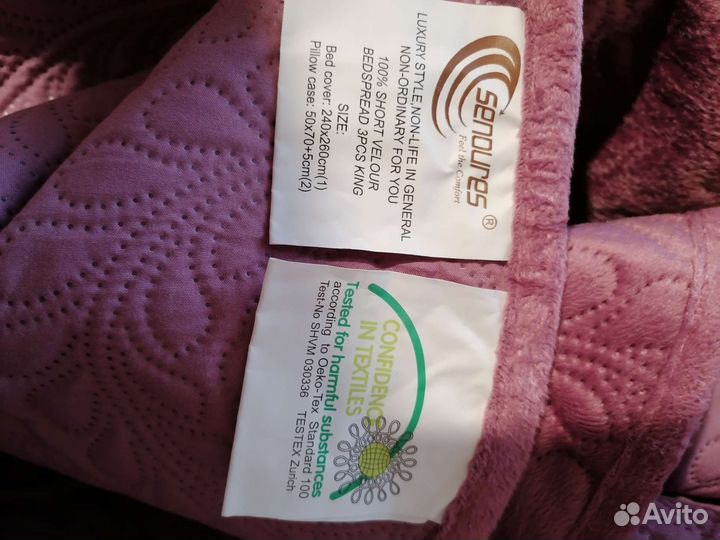 senoures®
Feel the Comfort
LUXURY STYLE,NON-LIFE IN GENERAL
NON-ORDINARY FOR YOU
100% SHORT VELOUR
BEDSPREAD 3PCS KING
SIZE:
Bed cover: 240x260cm(1)
Pillow case: 50x70+5cm(2)
CONFIDENCE
IN TEXTILES
Tested for harmful substances
according to Oeko-Tex Standard 100
Test-No SHVM 030336 TESTEX Zurich
Avito